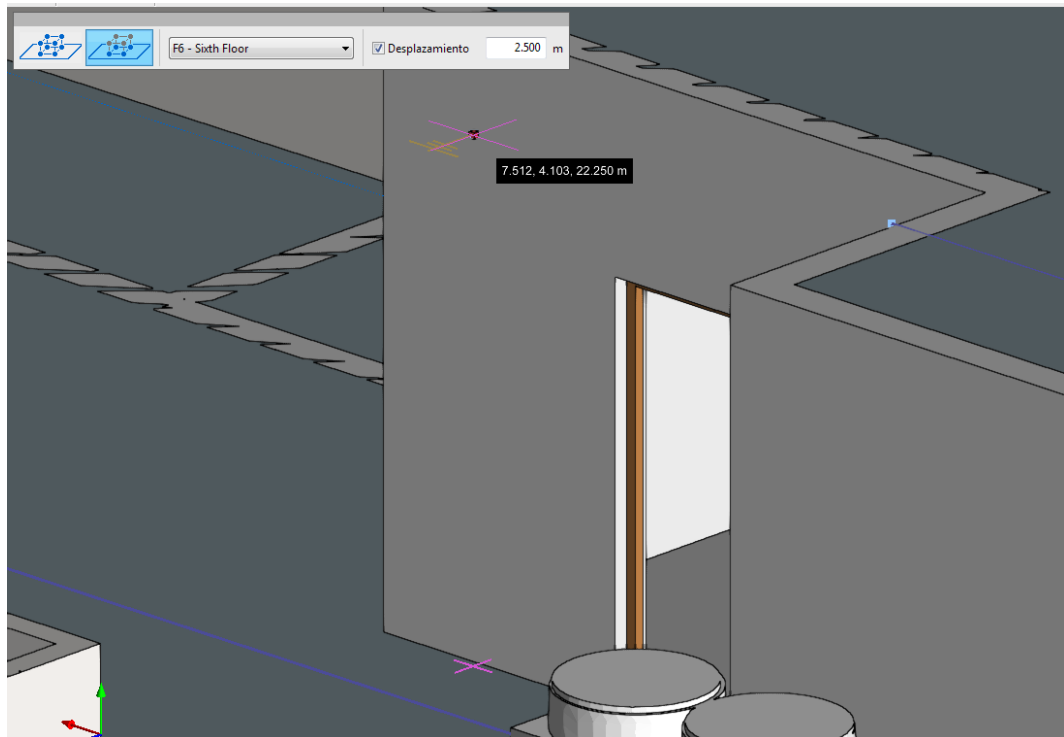 F6 - Sixth Floor
Desplazamiento 2.500 m
7.512, 4.103, 22.250 m